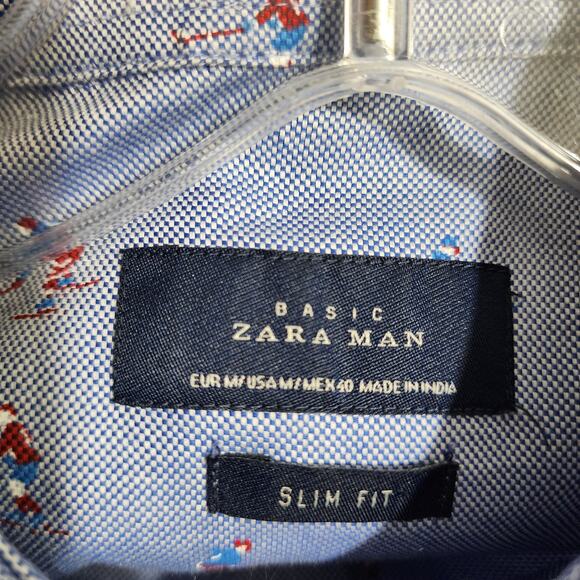 BASIC
ZARA MAN
EUR M/USA M/MEX 40 MADE IN INDIA
SLIM FIT